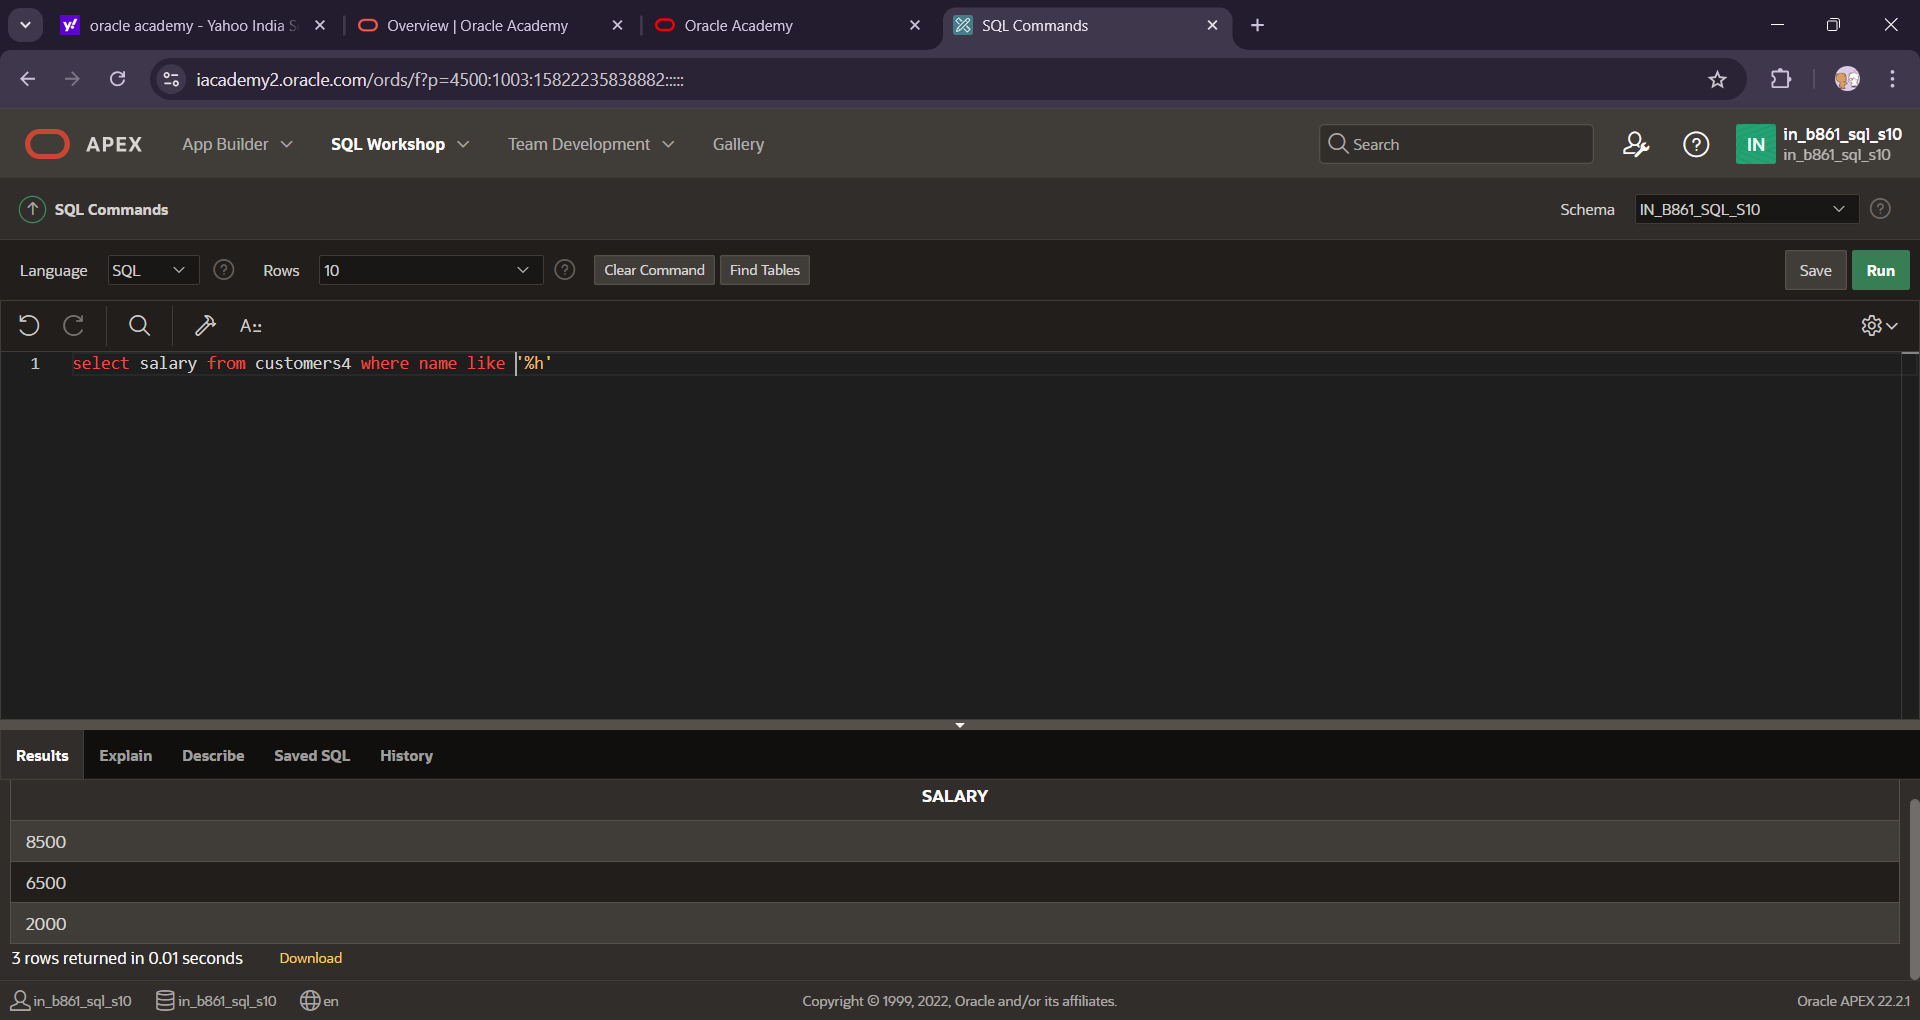 oracle academy - Yahoo India S
Overview | Oracle Academy
Oracle Academy
SQL Commands
iacademy2.oracle.com/ords/f?p=4500:1003:15822235838882:::::
APEX
App Builder
SQL Workshop
Team Development
Gallery
Search
IN
in_b861_sql_s10
in_b861_sql_s10
SQL Commands
Schema
IN_B861_SQL_S10
Language
SQL
Rows
10
Clear Command
Find Tables
Save
Run
1 select salary from customers4 where name like '%h'
Results
Explain
Describe
Saved SQL
History
SALARY
8500
6500
2000
3 rows returned in 0.01 seconds
Download
in_b861_sql_s10
in_b861_sql_s10
en
Copyright © 1999, 2022, Oracle and/or its affiliates.
Oracle APEX 22.2.1